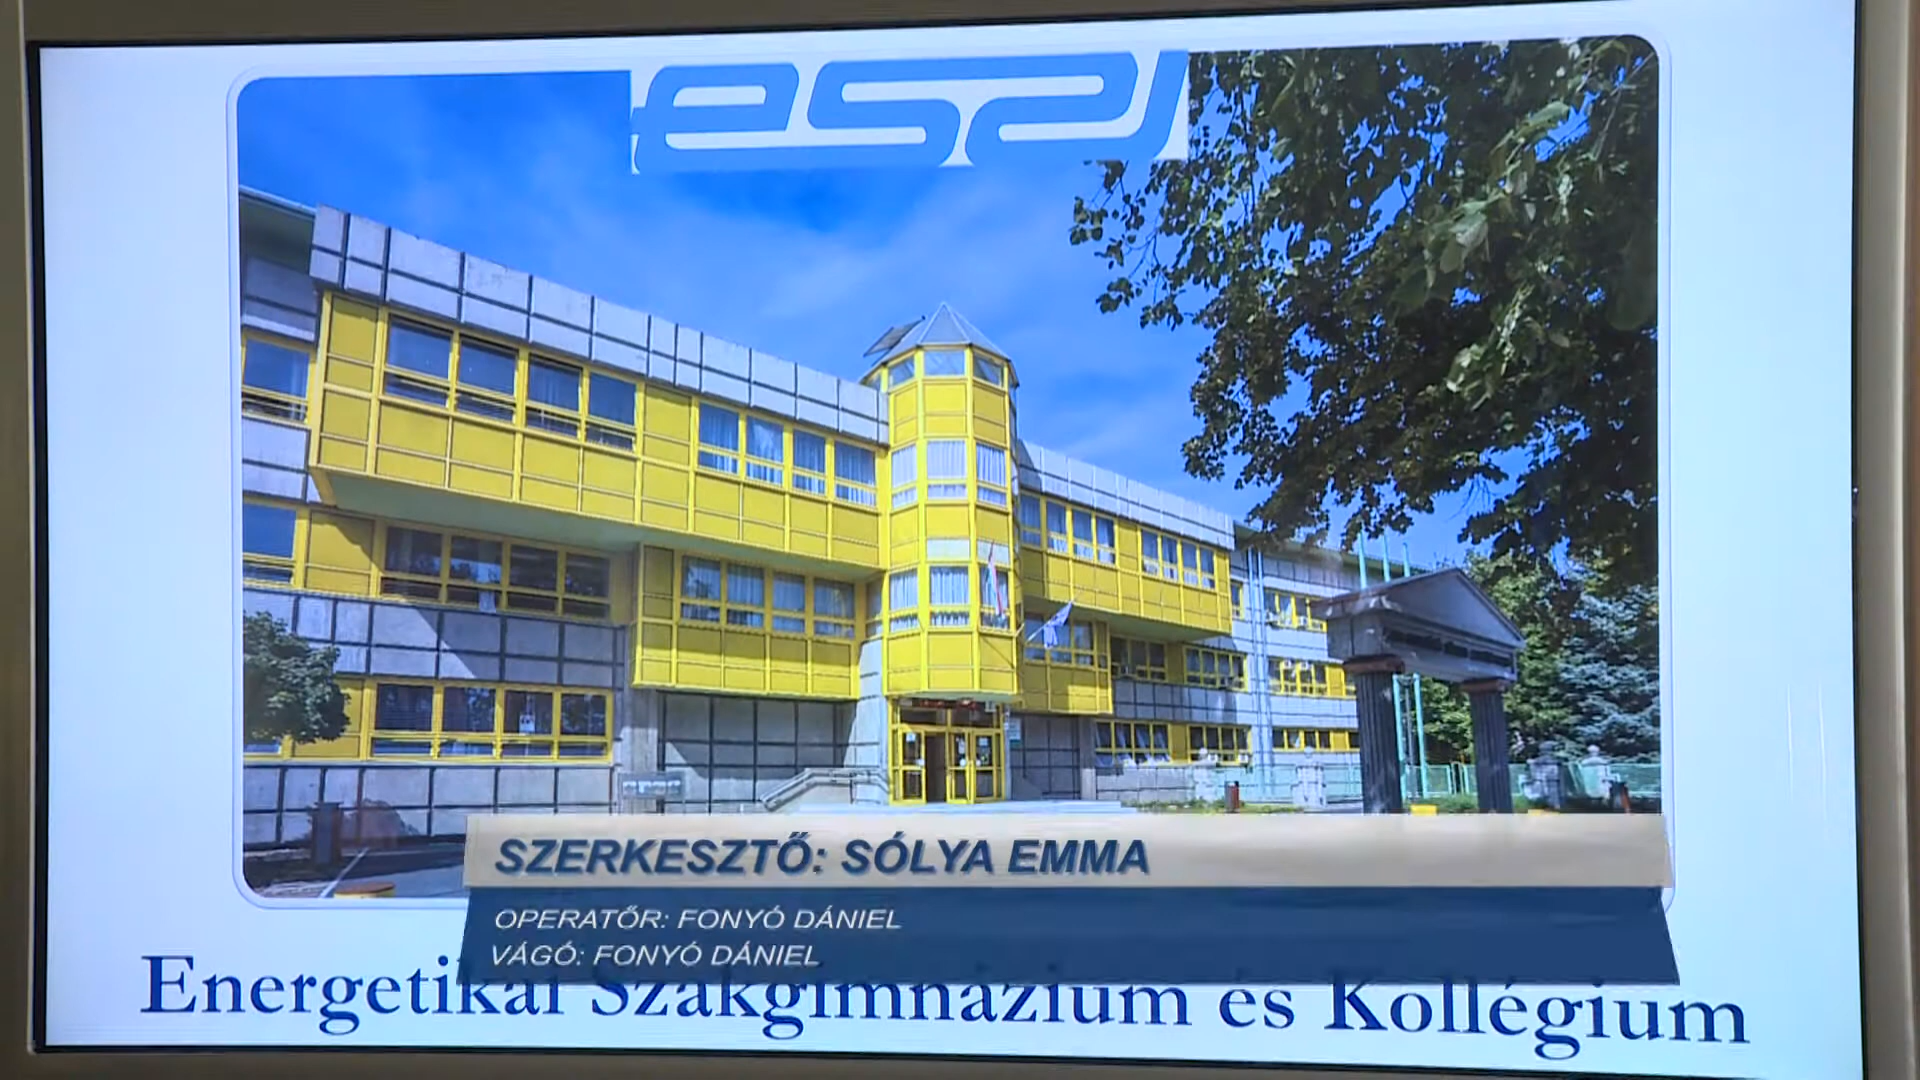 eszi
SZERKESZTŐ: SÓLYA EMMA
OPERATŐR: FONYÓ DÁNIEL
VÁGÓ: FONYÓ DÁNIEL
Energetikai Szakgimnázium és Kollégium